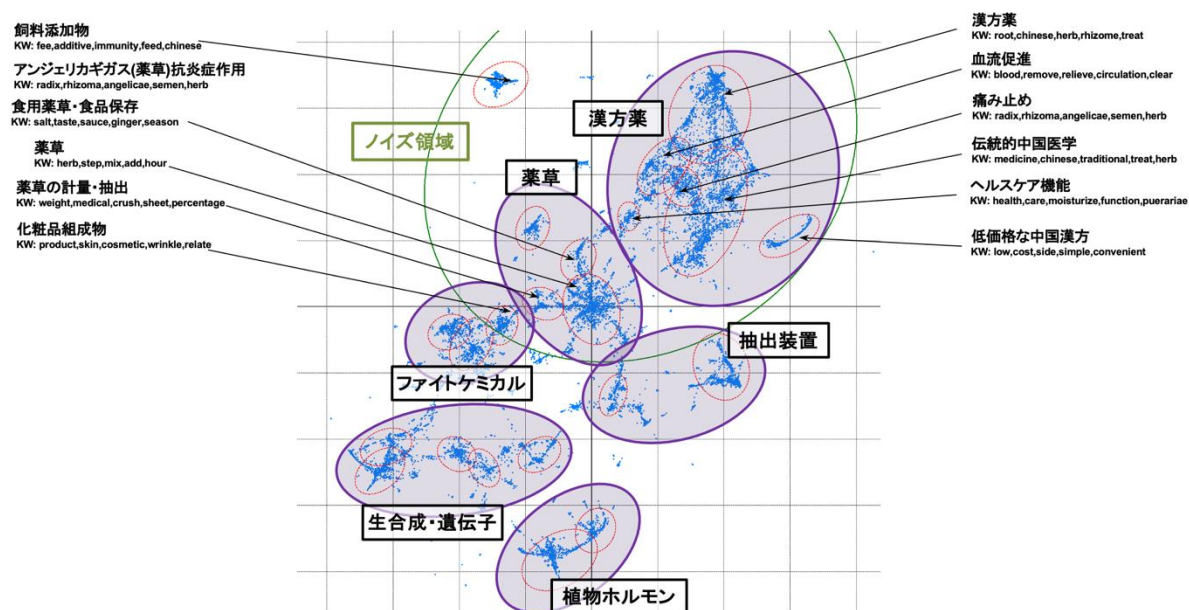 飼料添加物
KW: fee,additive,immunity,feed,chinese
アンジェリカギガス(薬草)抗炎症作用
KW: radix,rhizoma,angelicae,semen,herb
食用薬草・食品保存
KW: salt,taste,sauce,ginger,season
薬草
KW: herb,step,mix,add,hour
薬草の計量・抽出
KW: weight,medical,crush,sheet,percentage
化粧品組成物
KW: product,skin,cosmetic,wrinkle,relate
ノイズ領域
漢方薬
薬草
抽出装置
ファイトケミカル
生合成・遺伝子
植物ホルモン
漢方薬
KW: root,chinese,herb,rhizome,treat
血流促進
KW: blood,remove,relieve,circulation,clear
痛み止め
KW: radix,rhizoma,angelicae,semen,herb
伝統的中国医学
KW: medicine,chinese,traditional,treat,herb
ヘルスケア機能
KW: health,care,moisturize,function,puerariae
低価格な中国漢方
KW: low,cost,side,simple,convenient